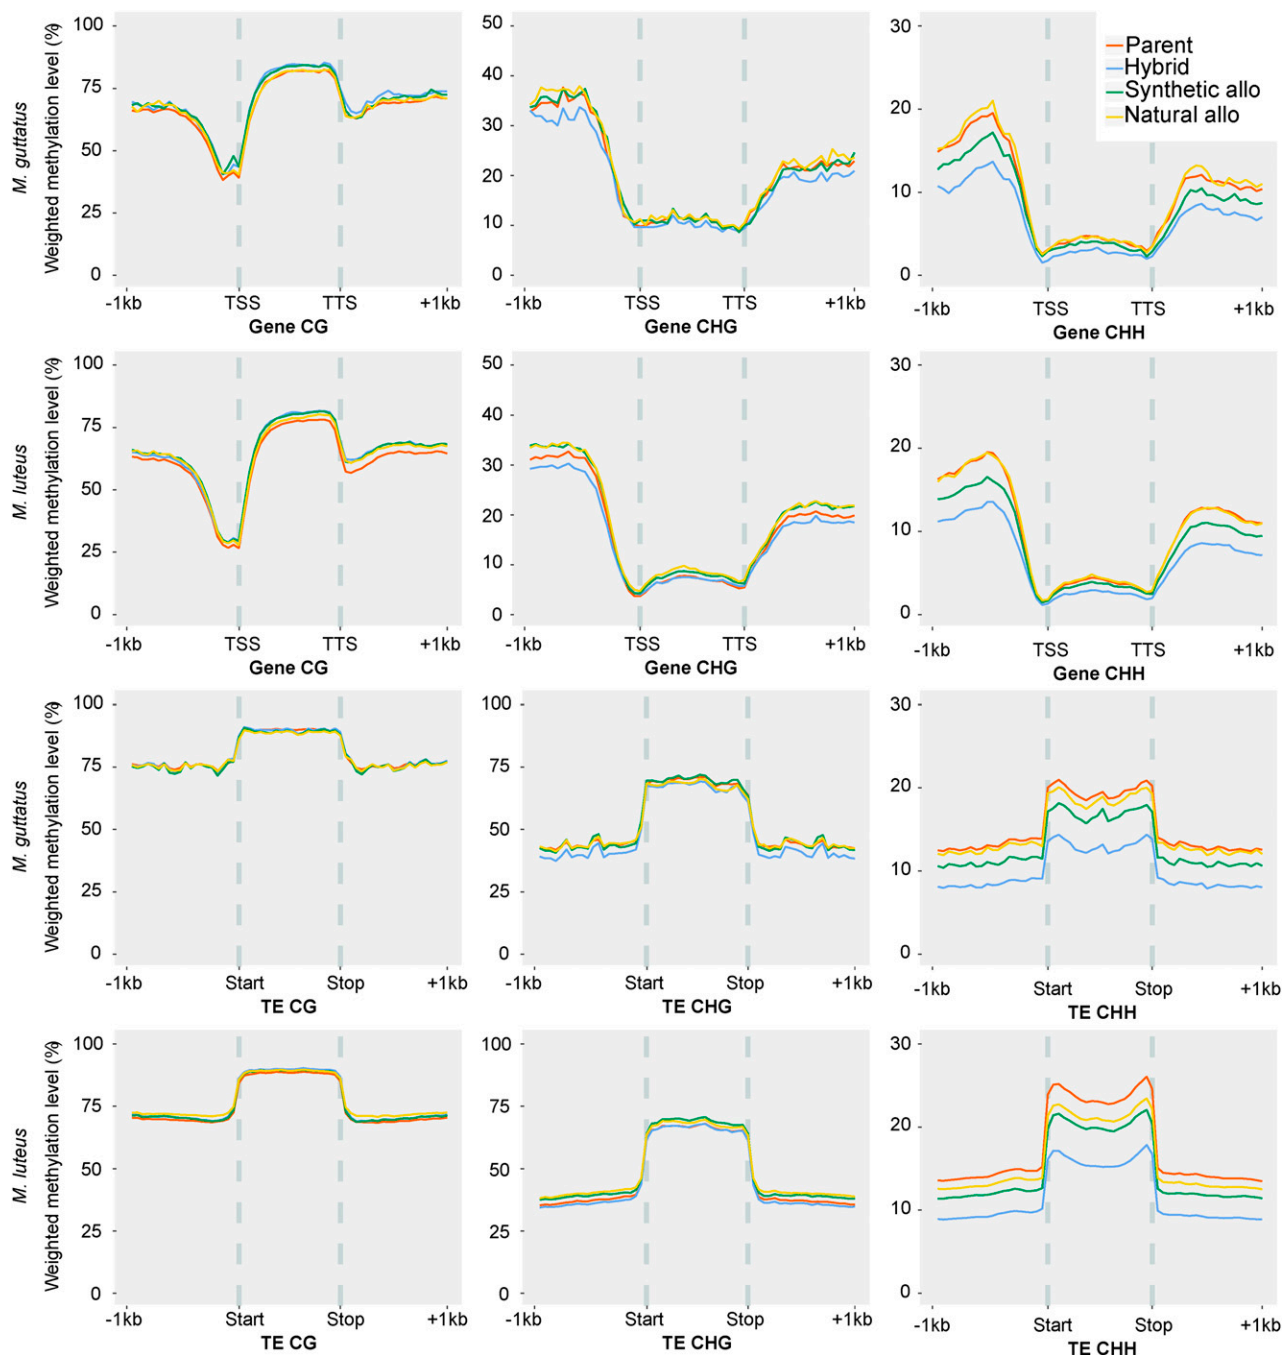 M. guttatus
Weighted methylation level (%)
100
75
50
25
0
-1kb TSS TTS +1kb
Gene CG
50
40
30
20
10
0
-1kb TSS TTS +1kb
Gene CHG
30
20
10
0
-1kb TSS TTS +1kb
Gene CHH
Parent
Hybrid
Synthetic allo
Natural allo
M. luteus
Weighted methylation level (%)
100
75
50
25
0
-1kb TSS TTS +1kb
Gene CG
50
40
30
20
10
0
-1kb TSS TTS +1kb
Gene CHG
30
20
10
0
-1kb TSS TTS +1kb
Gene CHH
M. guttatus
Weighted methylation level (%)
100
75
50
25
0
-1kb Start Stop +1kb
TE CG
100
75
50
25
0
-1kb Start Stop +1kb
TE CHG
30
20
10
0
-1kb Start Stop +1kb
TE CHH
M. luteus
Weighted methylation level (%)
100
75
50
25
0
-1kb Start Stop +1kb
TE CG
100
75
50
25
0
-1kb Start Stop +1kb
TE CHG
30
20
10
0
-1kb Start Stop +1kb
TE CHH